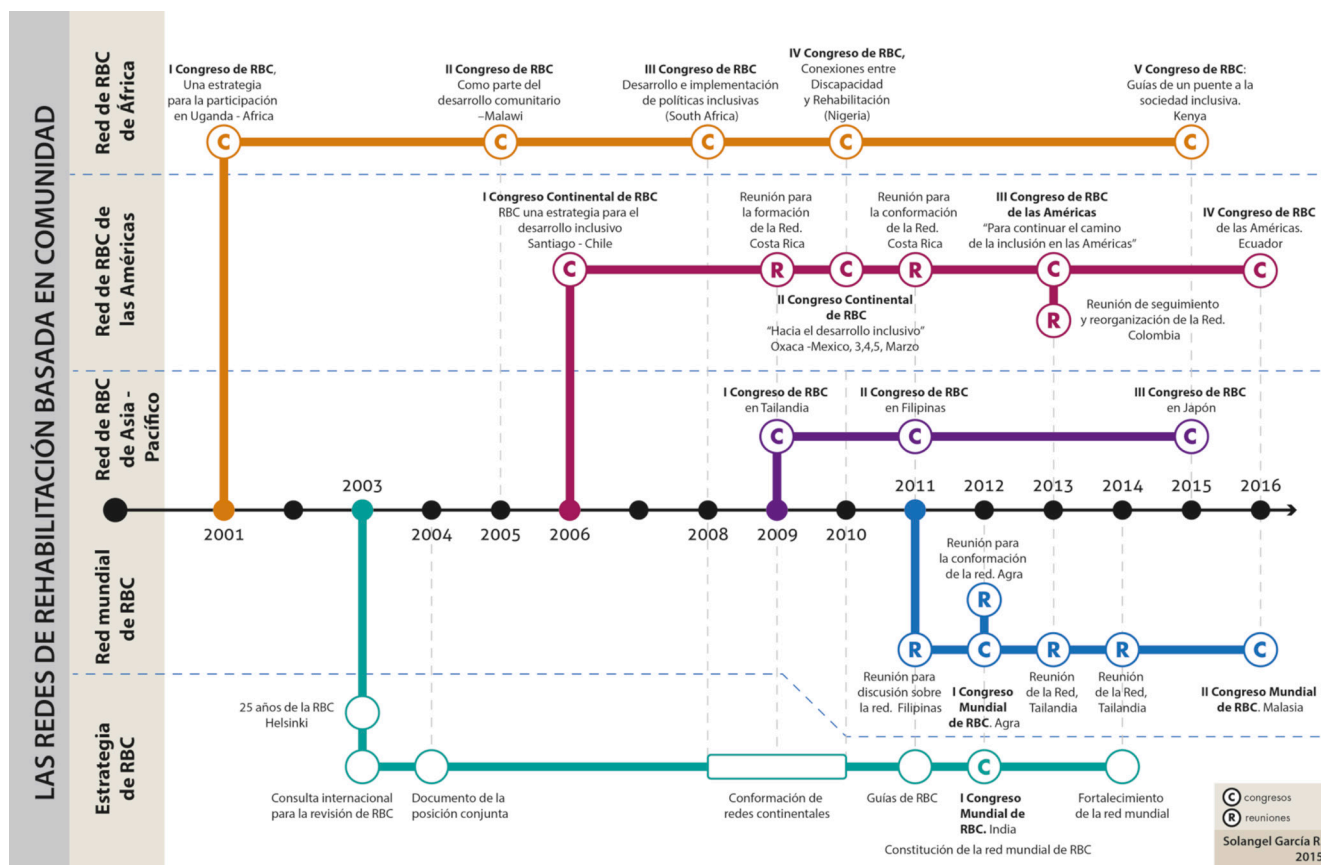 LAS REDES DE REHABILITACIÓN BASADA EN COMUNIDAD
Red de RBC
de África
I Congreso de RBC,
Una estrategia
para la participación
en Uganda - Africa
II Congreso de RBC
Como parte del
desarrollo comunitario
–Malawi
III Congreso de RBC
Desarrollo e implementación
de políticas inclusivas
(South Africa)
IV Congreso de RBC,
Conexiones entre
Discapacidad
y Rehabilitación
(Nigeria)
V Congreso de RBC:
Guías de un puente a la
sociedad inclusiva.
Kenya
C
C
C
C
C
Red de RBC de
las Américas
I Congreso Continental de RBC
RBC una estrategia para el
desarrollo inclusivo
Santiago - Chile
Reunión para
la formación
de la Red.
Costa Rica
Reunión para
la conformación
de la Red.
Costa Rica
III Congreso de RBC
de las Américas
“Para continuar el camino
de la inclusión en las Américas”
IV Congreso de RBC
de las Américas.
Ecuador
C
R
C
R
C
C
II Congreso Continental
de RBC
“Hacia el desarrollo inclusivo”
Oxaca -Mexico, 3,4,5, Marzo
R
Reunión de seguimiento
y reorganización de la Red.
Colombia
Red de RBC
de Asia -
Pacífico
I Congreso de RBC
en Tailandia
II Congreso de RBC
en Filipinas
III Congreso de RBC
en Japón
C
C
C
2003
2011
2012
2013
2014
2015
2016
2001
2004
2005
2006
2008
2009
2010
Red mundial
de RBC
Reunión para
la conformación
de la red. Agra
R
R
C
R
R
C
Reunión para
discusión sobre
la red. Filipinas
I Congreso
Mundial
de RBC. Agra
Reunión
de la Red,
Tailandia
Reunión
de la Red,
Tailandia
II Congreso Mundial
de RBC. Malasia
Estrategia
de RBC
25 años de la RBC
Helsinki
C
Consulta internacional
para la revisión de RBC
Documento de la
posición conjunta
Conformación de
redes continentales
Guías de RBC
I Congreso
Mundial de
RBC. India
Fortalecimiento
de la red mundial
Constitución de la red mundial de RBC
C congresos
R reuniones
Solangel García R
2015